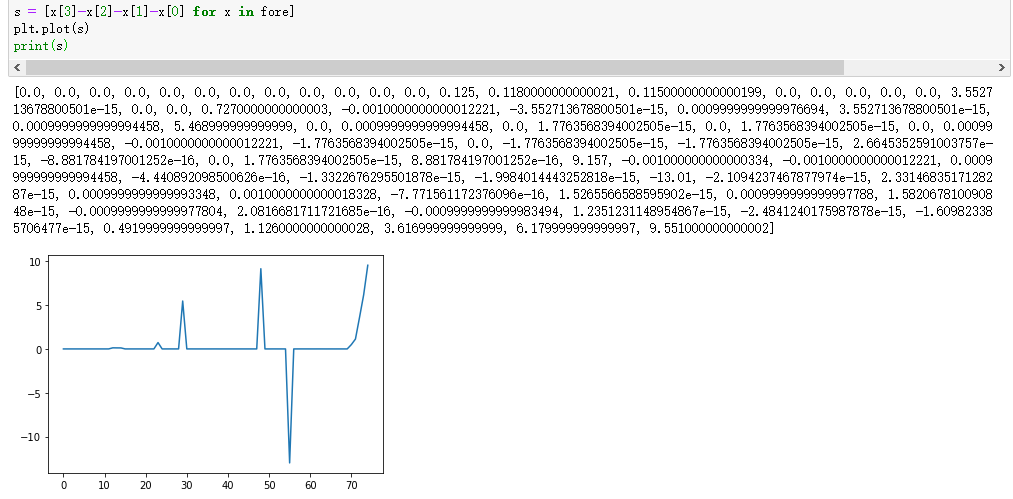 s = [x[3]-x[2]-x[1]-x[0] for x in fore]
plt.plot(s)
print(s)
[0.0, 0.0, 0.0, 0.0, 0.0, 0.0, 0.0, 0.0, 0.0, 0.0, 0.0, 0.125, 0.1180000000000021, 0.11500000000000199, 0.0, 0.0, 0.0, 0.0, 0.0, 0.0, 3.5527
13678800501e-15, 0.0, 0.0, 0.7270000000000003, -0.0010000000000012221, -3.552713678800501e-15, 0.0009999999999976694, 3.552713678800501e-15,
0.0009999999999994458, 5.468999999999999, 0.0, 0.0009999999999994458, 0.0, 1.7763568394002505e-15, 0.0, 1.7763568394002505e-15, 0.0, 0.00099
99999999994458, -0.0010000000000012221, -1.7763568394002505e-15, 0.0, -1.7763568394002505e-15, -1.7763568394002505e-15, 2.6645352591003757e-
15, -8.881784197001252e-16, 0.0, 1.7763568394002505e-15, 8.881784197001252e-16, 9.157, -0.001000000000000334, -0.0010000000000012221, 0.0009
999999999994458, -4.440892098500626e-16, -1.3322676295501878e-15, -1.9984014443252818e-15, -13.01, -2.1094237467877974e-15, 2.33146835171282
87e-15, 0.0009999999999993348, 0.0010000000000018328, -7.771561172376096e-16, 1.5265566588595902e-15, 0.0009999999999997788, 1.5820678100908
48e-15, -0.0009999999999977804, 2.0816681711721685e-16, -0.0009999999999983494, 1.2351231148954867e-15, -2.4841240175987878e-15, -1.60982338
5706477e-15, 0.4919999999999997, 1.1260000000000028, 3.616999999999999, 6.179999999999997, 9.551000000000002]
10
5
0
−5
−10
0 10 20 30 40 50 60 70